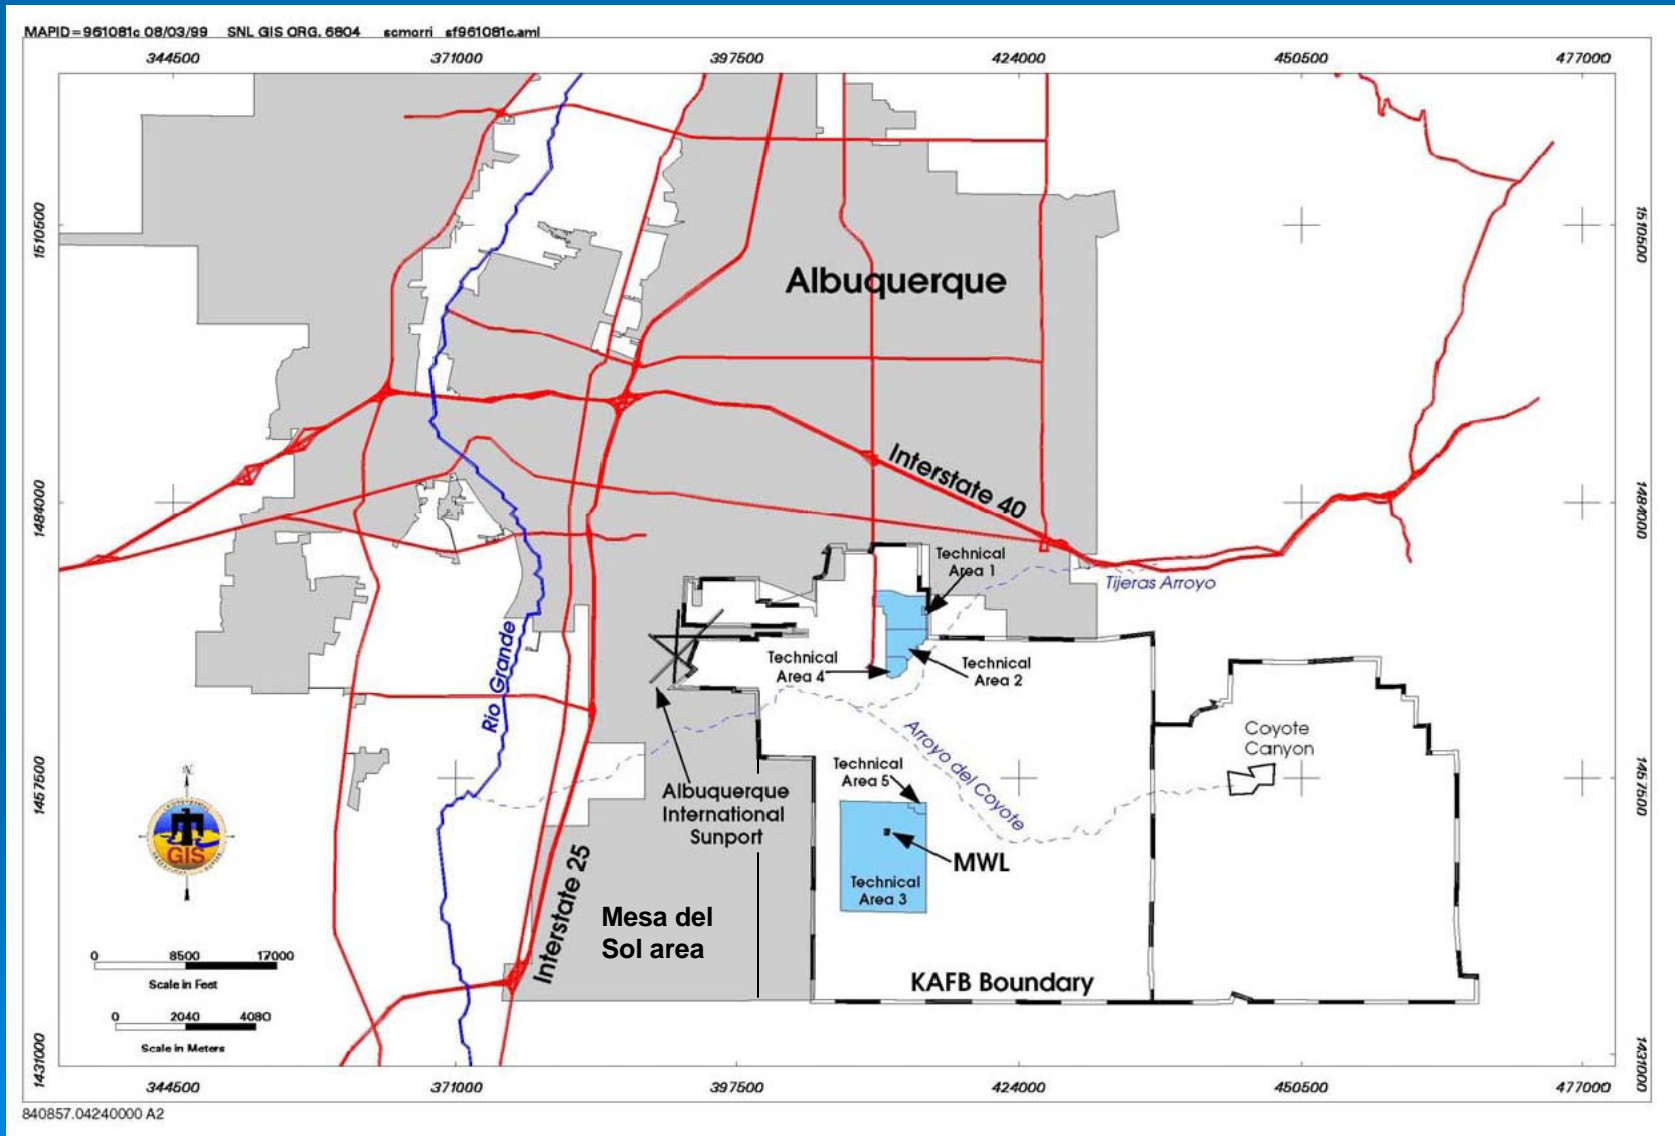 MAPID=961081c 08/03/99 SNL GIS ORG. 6804 scmorri sf961081c.aml
344500 371000 397500 424000 450500 477000
1510500
1510500
Albuquerque
Interstate 40
1484000
1484000
Technical
Area 1
Tijeras Arroyo
Rio Grande
Technical
Area 4
Technical
Area 2
Arroyo del Coyote
Coyote
Canyon
N
1457500
1457500
Technical
Area 5
Albuquerque
International
Sunport
GIS
MWL
Technical
Area 3
Interstate 25
Mesa del
Sol area
KAFB Boundary
0 8500 17000
Scale in Feet
0 2040 4080
Scale in Meters
1431000
1431000
344500 371000 397500 424000 450500 477000
840857.04240000 A2